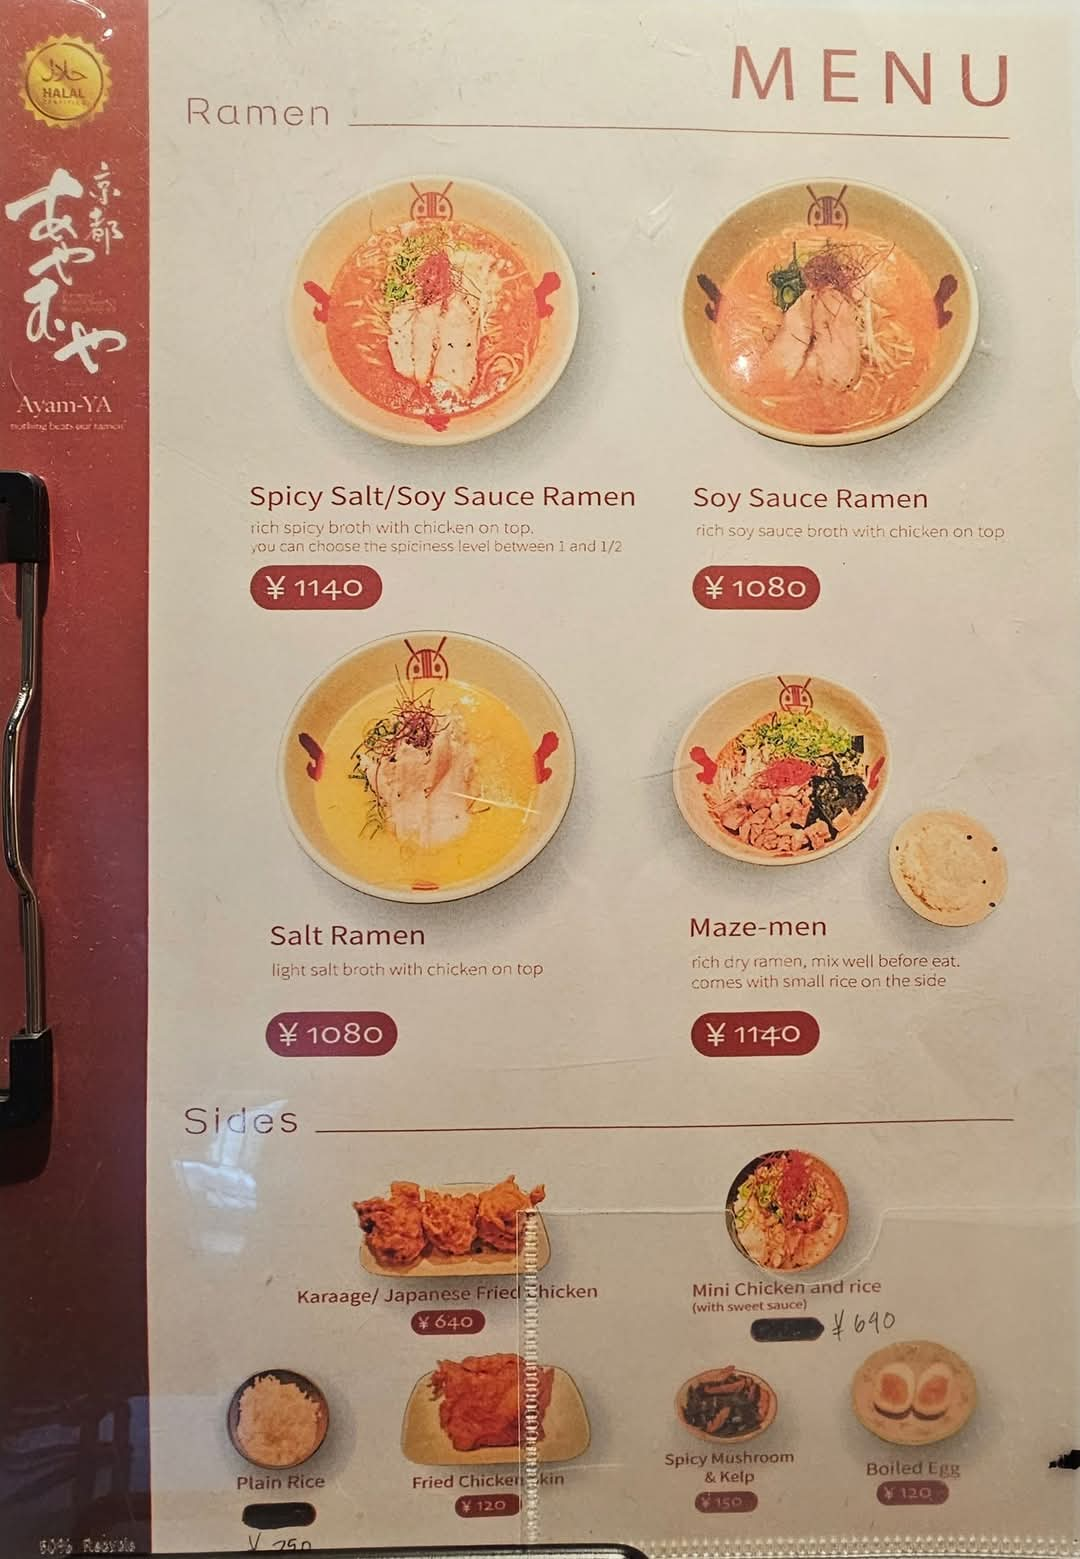 حلال
HALAL
CERTIFIED
京都
あやむや
Ayam-YA
nothing beats our ramen
MENU
Ramen
Spicy Salt/Soy Sauce Ramen
rich spicy broth with chicken on top.
you can choose the spiciness level between 1 and 1/2
¥ 1140
Soy Sauce Ramen
rich soy sauce broth with chicken on top
¥ 1080
Salt Ramen
light salt broth with chicken on top
¥ 1080
Maze-men
rich dry ramen, mix well before eat.
comes with small rice on the side
¥ 1140
Sides
Karaage/ Japanese Fried Chicken
¥ 640
Mini Chicken and rice
(with sweet sauce)
¥ 690
Plain Rice
Fried Chicken Skin
¥ 120
Spicy Mushroom
& Kelp
¥ 150
Boiled Egg
¥ 120